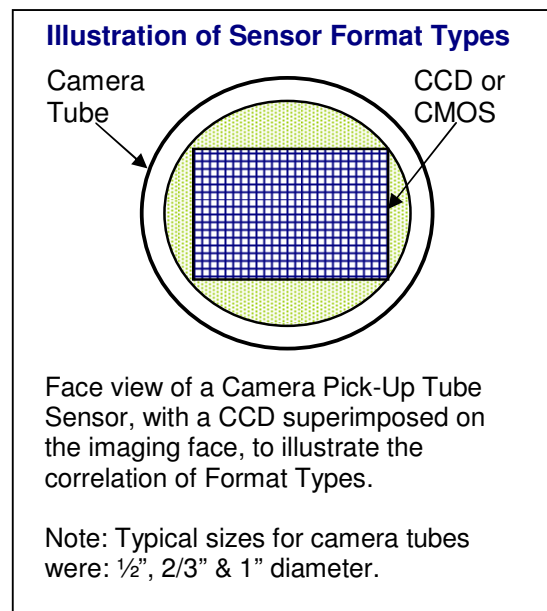 Illustration of Sensor Format Types
Camera
Tube
CCD or
CMOS
Face view of a Camera Pick-Up Tube
Sensor, with a CCD superimposed on
the imaging face, to illustrate the
correlation of Format Types.
Note: Typical sizes for camera tubes
were: ½”, 2/3” & 1” diameter.